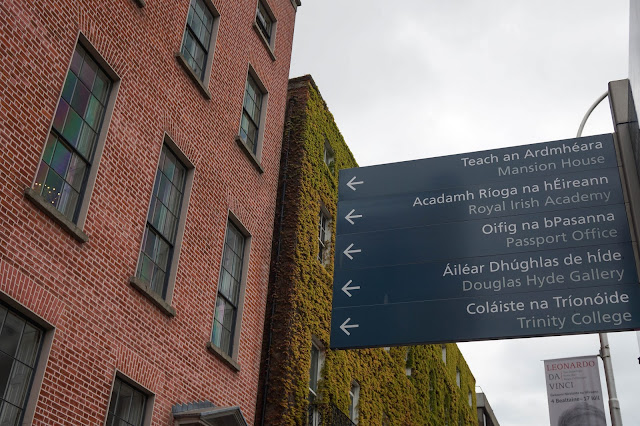 Teach an Ardmhéara
Mansion House
Acadamh Ríoga na hÉireann
Royal Irish Academy
Oifig na bPasanna
Passport Office
Áiléar Dhúghlas de híde
Douglas Hyde Gallery
Coláiste na Tríonóide
Trinity College
LEONARDO
DA
VINCI